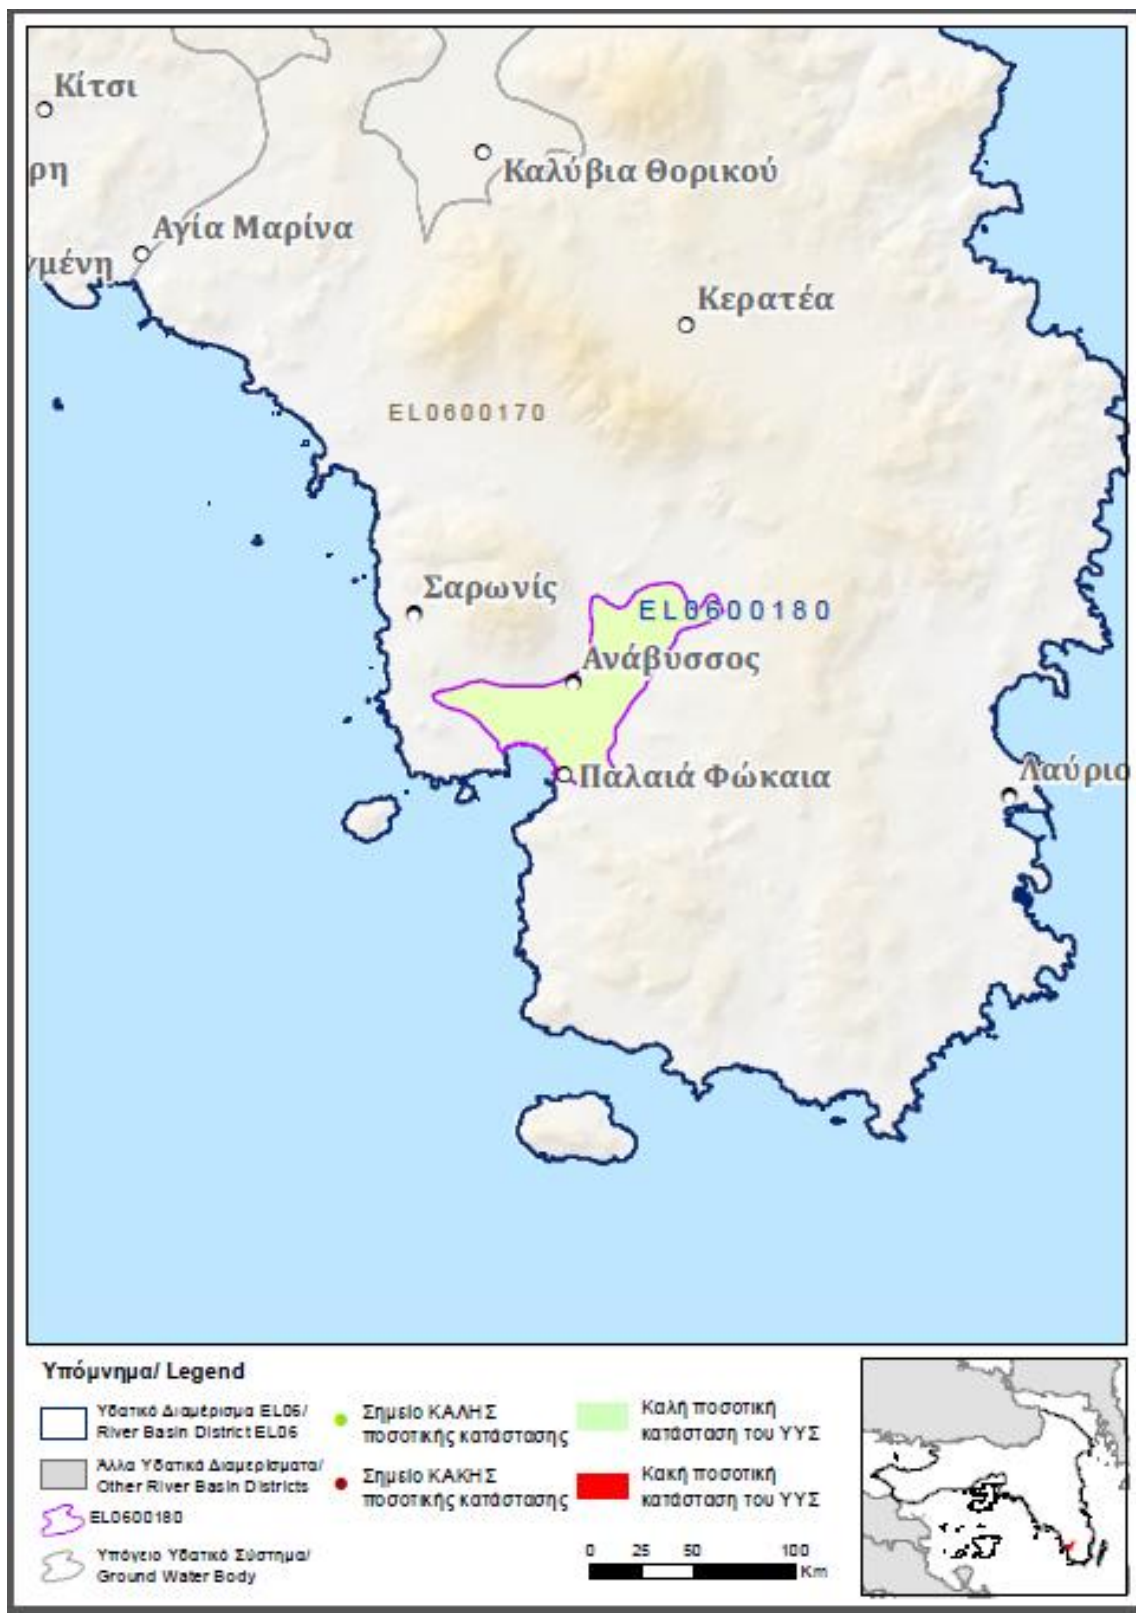 Κίτσι
ρη
Καλύβια Θορικού
Αγία Μαρίνα
γμένη
Κερατέα
EL0600170
Σαρωνίς
EL0600180
Ανάβυσσος
Παλαιά Φώκαια
Λαύριο
Υπόμνημα/ Legend
Υδατικό Διαμέρισμα EL06/
River Basin District EL06
Άλλα Υδατικά Διαμερίσματα/
Other River Basin Districts
EL0600180
Υπόγειο Υδατικό Σύστημα/
Ground Water Body
Σημείο ΚΑΛΗΣ
ποσοτικής κατάστασης
Σημείο ΚΑΚΗΣ
ποσοτικής κατάστασης
Καλή ποσοτική
κατάσταση του ΥΥΣ
Κακή ποσοτική
κατάσταση του ΥΥΣ
0 25 50 100
Km